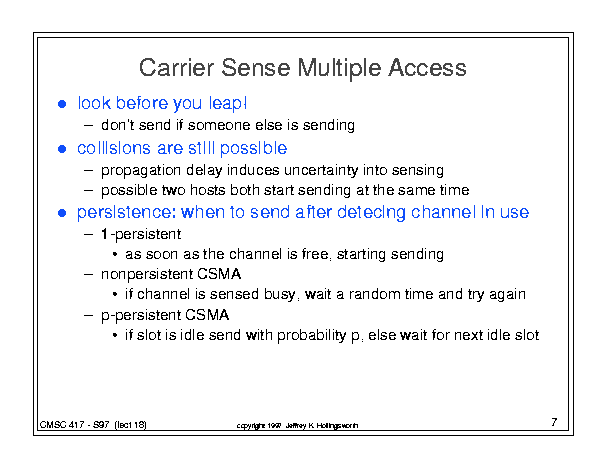 Carrier Sense Multiple Access
● look before you leap!
– don't send if someone else is sending
● collisions are still possible
– propagation delay induces uncertainty into sensing
– possible two hosts both start sending at the same time
● persistence: when to send after detecing channel in use
– 1-persistent
• as soon as the channel is free, starting sending
– nonpersistent CSMA
• if channel is sensed busy, wait a random time and try again
– p-persistent CSMA
• if slot is idle send with probability p, else wait for next idle slot
CMSC 417 - S97 (lect 18) copyright 1997 Jeffrey K. Hollingsworth 7